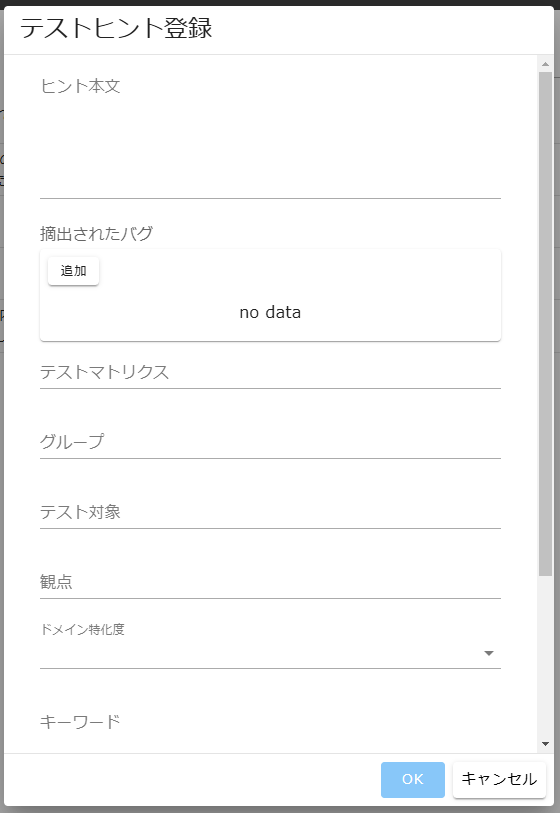 テストヒント登録
ヒント本文
摘出されたバグ
追加
no data
テストマトリクス
グループ
テスト対象
観点
ドメイン特化度
キーワード
OK
キャンセル